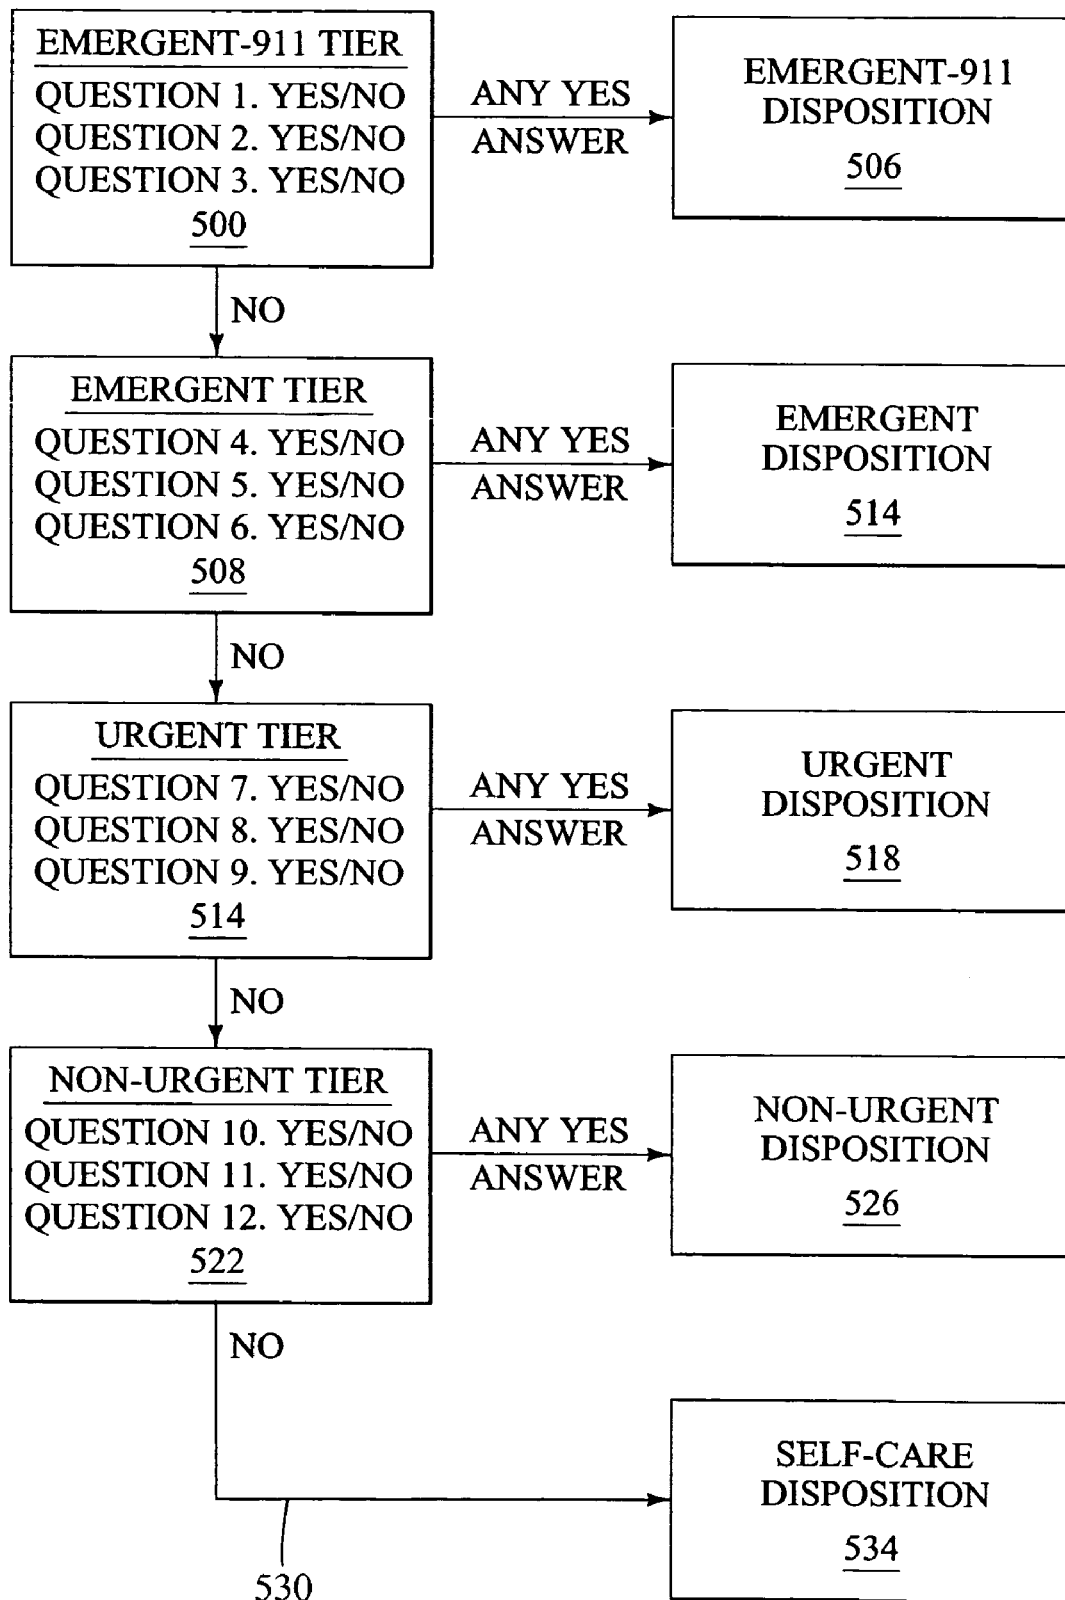 EMERGENT-911 TIER
QUESTION 1. YES/NO
QUESTION 2. YES/NO
QUESTION 3. YES/NO
500
ANY YES
ANSWER
EMERGENT-911
DISPOSITION
506
NO
EMERGENT TIER
QUESTION 4. YES/NO
QUESTION 5. YES/NO
QUESTION 6. YES/NO
508
ANY YES
ANSWER
EMERGENT
DISPOSITION
514
NO
URGENT TIER
QUESTION 7. YES/NO
QUESTION 8. YES/NO
QUESTION 9. YES/NO
514
ANY YES
ANSWER
URGENT
DISPOSITION
518
NO
NON-URGENT TIER
QUESTION 10. YES/NO
QUESTION 11. YES/NO
QUESTION 12. YES/NO
522
ANY YES
ANSWER
NON-URGENT
DISPOSITION
526
NO
SELF-CARE
DISPOSITION
534
530